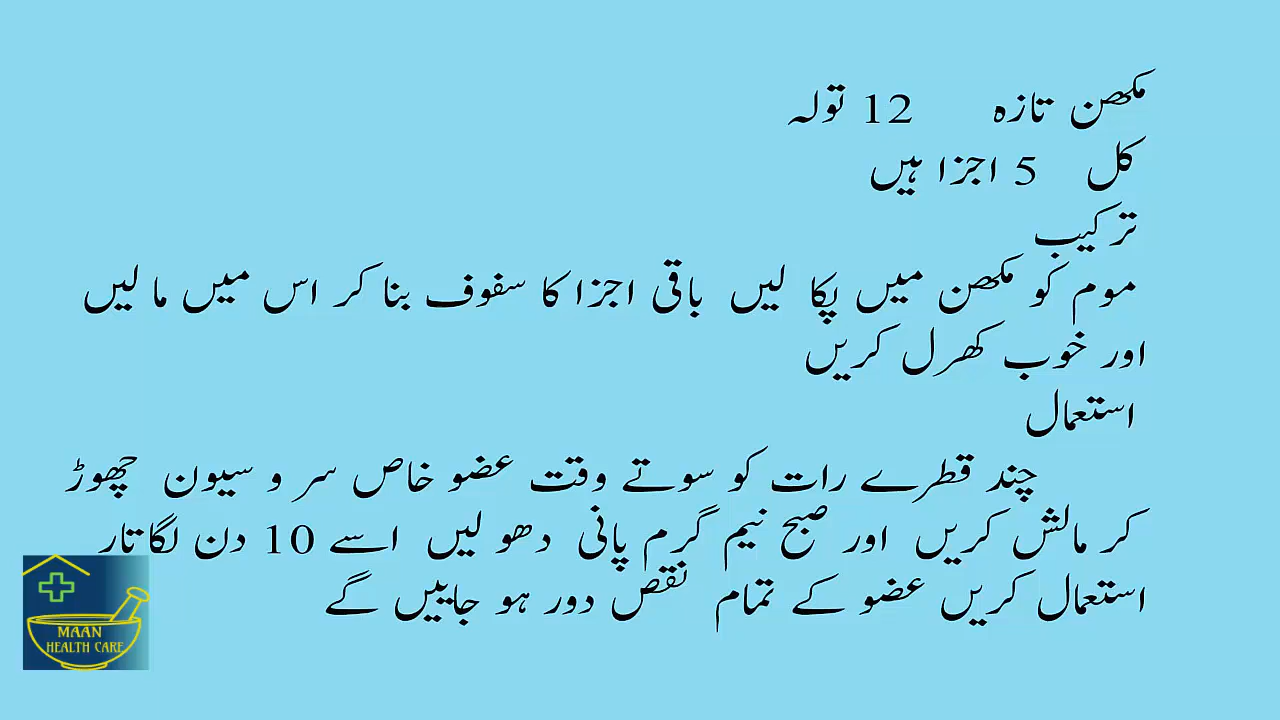 مکھن تازہ 12 تولہ
کل 5 اجزا ہیں
ترکیب
موم کو مکھن میں پکا لیں باقی اجزا کا سفوف بنا کر اس میں ما لیں
اور خوب کھرل کریں
استعمال
چند قطرے رات کو سوتے وقت عضو خاص سر و سیون چھوڑ
کر مالش کریں اور صبح نیم گرم پانی دھو لیں اسے 10 دن لگاتار
استعمال کریں عضو کے تمام نقص دور ہو جاییں گے
MAAN
HEALTH CARE